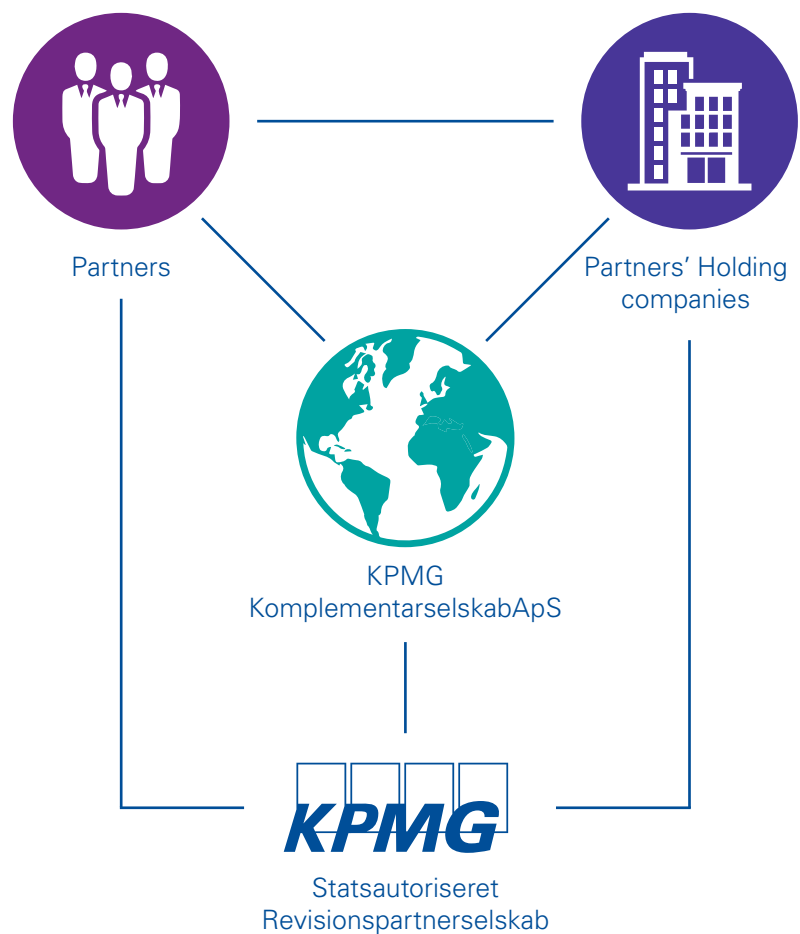 Partners
Partners' Holding
companies
KPMG
KomplementarselskabApS
KPMG
Statsautoriseret
Revisionspartnerselskab